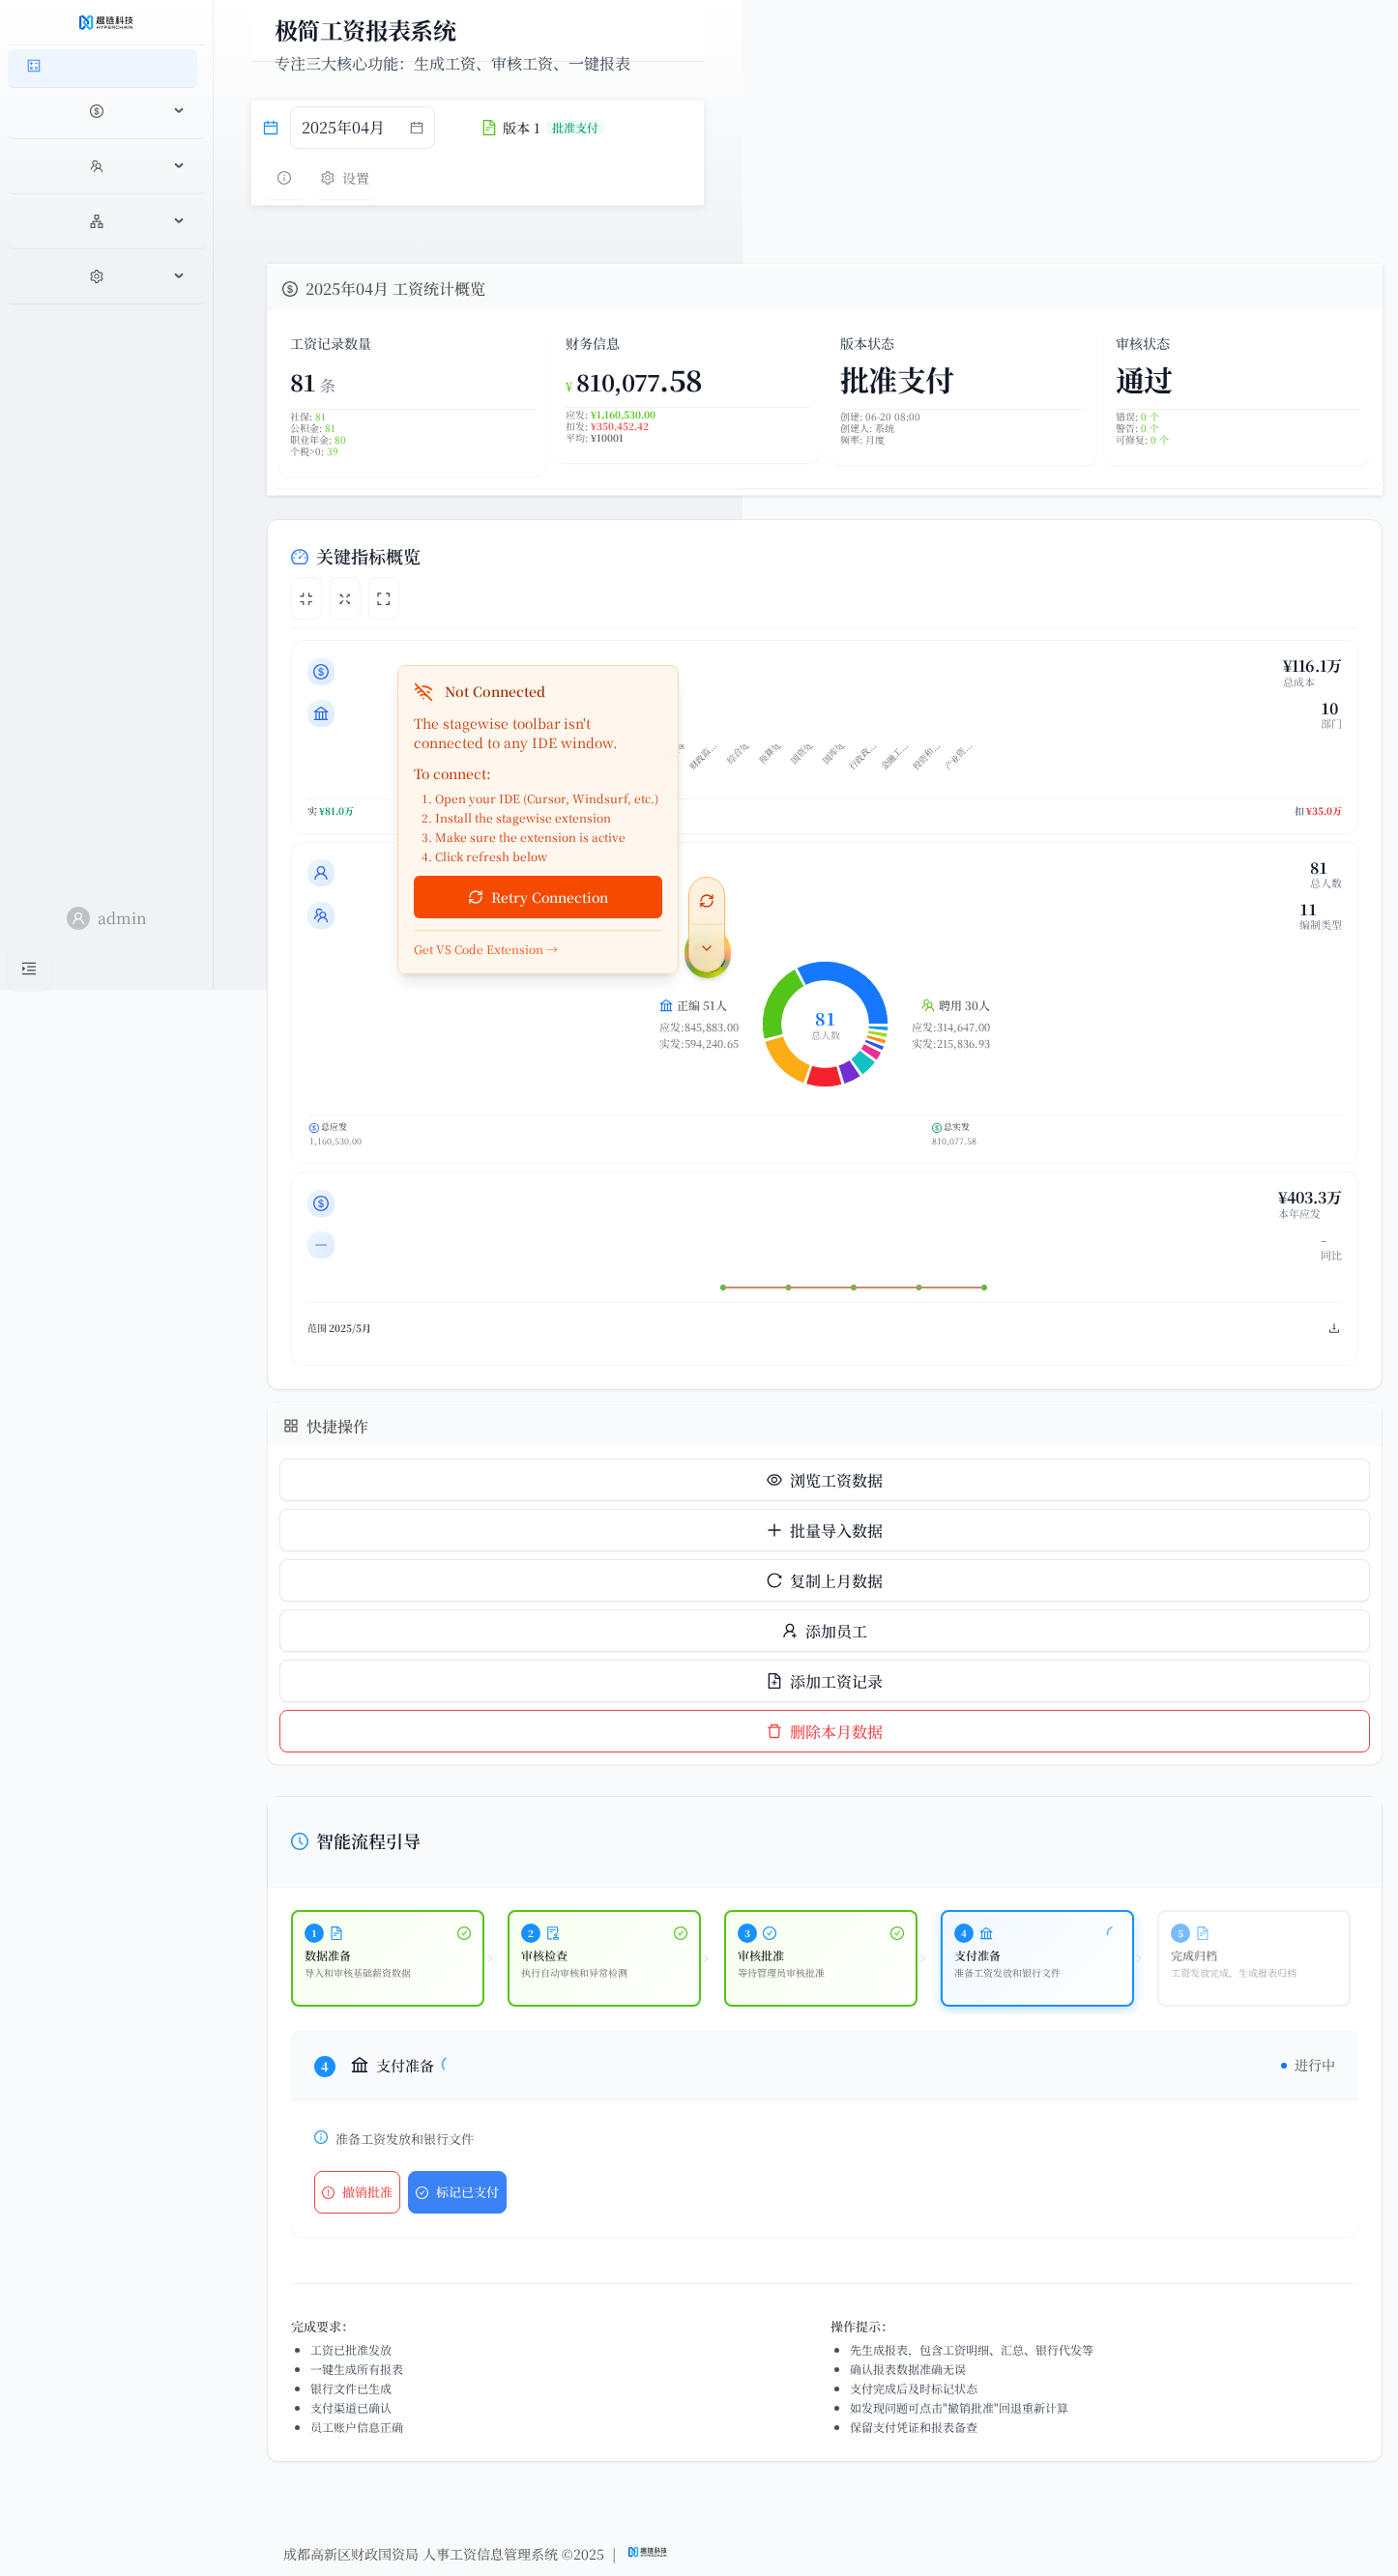 趣链科技
HYPERCHAIN
极简工资报表系统
专注三大核心功能：生成工资、审核工资、一键报表
2025年04月
版本 1 批准支付
设置
2025年04月 工资统计概览
工资记录数量
81 条
社保: 81
公积金: 81
职业年金: 80
个税>0: 39
财务信息
¥ 810,077.58
应发: ¥1,160,530.00
扣发: ¥350,452.42
平均: ¥10001
版本状态
批准支付
创建: 06-20 08:00
创建人: 系统
频率: 月度
审核状态
通过
错误: 0 个
警告: 0 个
可修复: 0 个
关键指标概览
¥116.1万
总成本
10
部门
财政监...
综合处
预算处
国资处
国库处
行政政...
金融工...
投资和...
产业资...
实 ¥81.0万
扣 ¥35.0万
Not Connected
The stagewise toolbar isn't
connected to any IDE window.
To connect:
1. Open your IDE (Cursor, Windsurf, etc.)
2. Install the stagewise extension
3. Make sure the extension is active
4. Click refresh below
Retry Connection
Get VS Code Extension →
81
总人数
11
编制类型
正编 51人
应发:845,883.00
实发:594,240.65
81
总人数
聘用 30人
应发:314,647.00
实发:215,836.93
总应发
1,160,530.00
总实发
810,077.58
¥403.3万
本年应发
-
同比
范围 2025/5月
快捷操作
浏览工资数据
批量导入数据
复制上月数据
添加员工
添加工资记录
删除本月数据
智能流程引导
1
数据准备
导入和审核基础薪资数据
2
审核检查
执行自动审核和异常检测
3
审核批准
等待管理员审核批准
4
支付准备
准备工资发放和银行文件
5
完成归档
工资发放完成，生成报表归档
4 支付准备
进行中
准备工资发放和银行文件
撤销批准
标记已支付
完成要求：
工资已批准发放
一键生成所有报表
银行文件已生成
支付渠道已确认
员工账户信息正确
操作提示：
先生成报表，包含工资明细、汇总、银行代发等
确认报表数据准确无误
支付完成后及时标记状态
如发现问题可点击"撤销批准"回退重新计算
保留支付凭证和报表备查
admin
成都高新区财政国资局 人事工资信息管理系统 ©2025 | 趣链科技
HYPERCHAIN